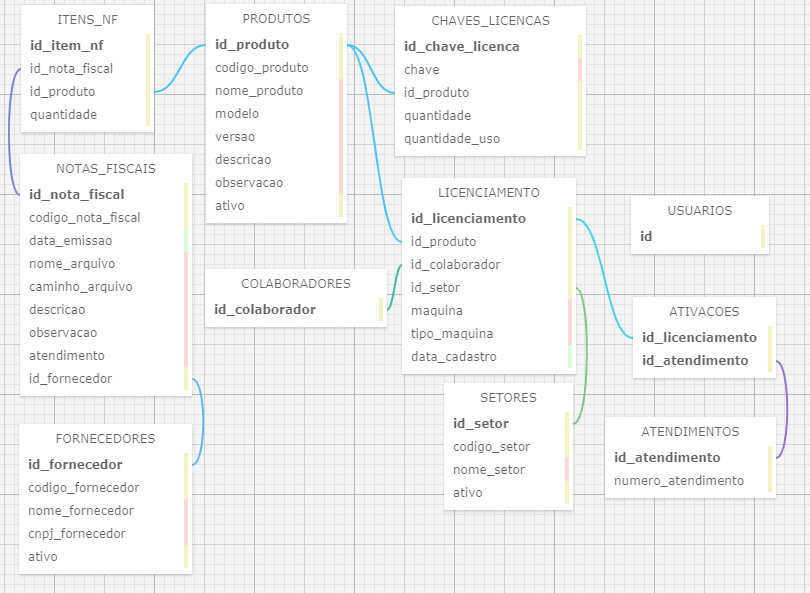 ITENS_NF
id_item_nf
id_nota_fiscal
id_produto
quantidade
PRODUTOS
id_produto
codigo_produto
nome_produto
modelo
versao
descricao
observacao
ativo
CHAVES_LICENCAS
id_chave_licenca
chave
id_produto
quantidade
quantidade_uso
NOTAS_FISCAIS
id_nota_fiscal
codigo_nota_fiscal
data_emissao
nome_arquivo
caminho_arquivo
descricao
observacao
atendimento
id_fornecedor
COLABORADORES
id_colaborador
LICENCIAMENTO
id_licenciamento
id_produto
id_colaborador
id_setor
maquina
tipo_maquina
data_cadastro
USUARIOS
id
ATIVACOES
id_licenciamento
id_atendimento
FORNECEDORES
id_fornecedor
codigo_fornecedor
nome_fornecedor
cnpj_fornecedor
ativo
SETORES
id_setor
codigo_setor
nome_setor
ativo
ATENDIMENTOS
id_atendimento
numero_atendimento